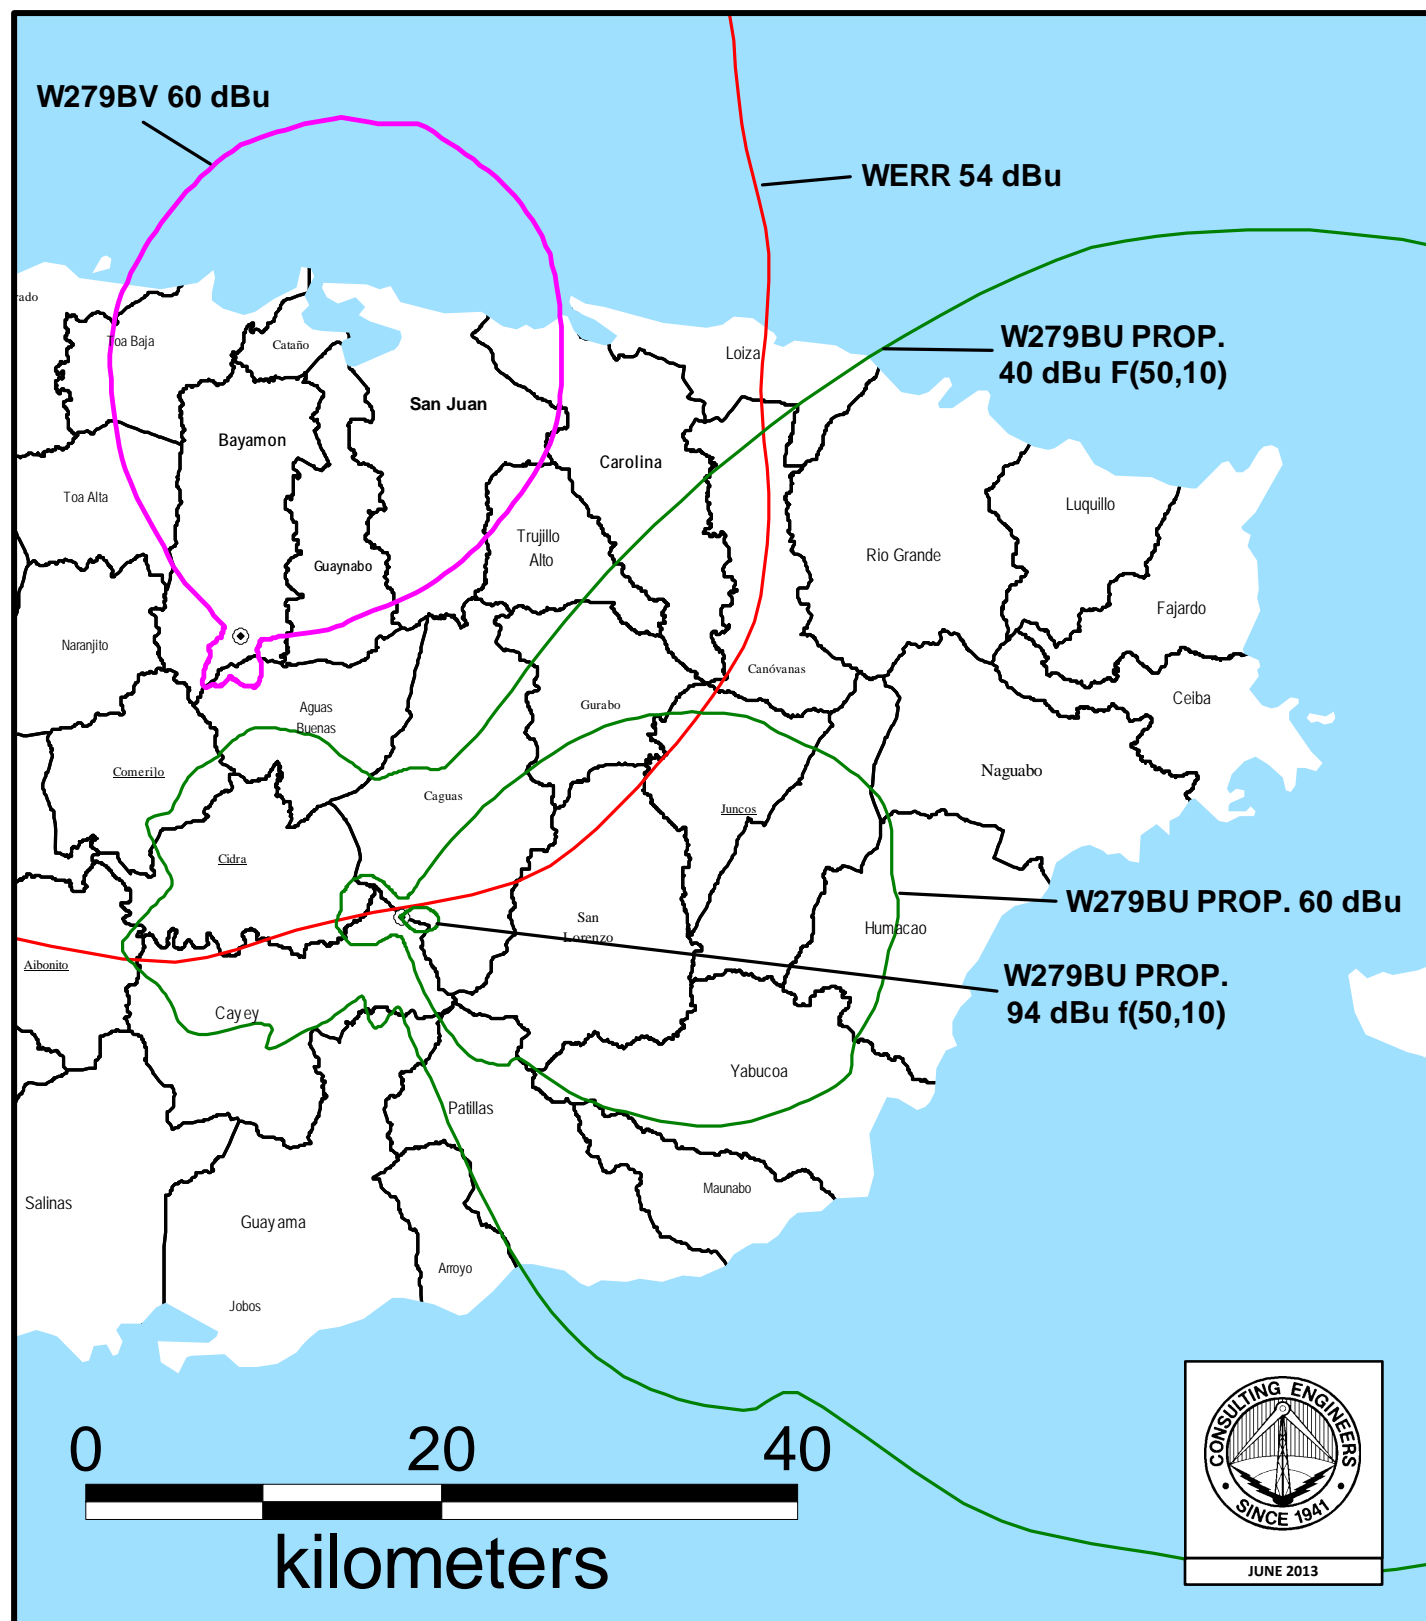 W279BV 60 dBu
WERR 54 dBu
rado
Toa Baja
Cataño
Loiza
W279BU PROP.
40 dBu F(50,10)
San Juan
Bayamon
Carolina
Toa Alta
Luquillo
Trujillo
Alto
Rio Grande
Guaynabo
Fajardo
Naranjito
Canóvanas
Ceiba
Aguas
Buenas
Gurabo
Comerilo
Naguabo
Caguas
Juncos
Cidra
W279BU PROP. 60 dBu
San
Lorenzo
Humacao
Aibonito
W279BU PROP.
94 dBu f(50,10)
Cayey
Yabucoa
Patillas
Maunabo
Salinas
Guayama
Arroyo
Jobos
0 20 40
kilometers
CONSULTING ENGINEERS
• SINCE 1941 •
JUNE 2013